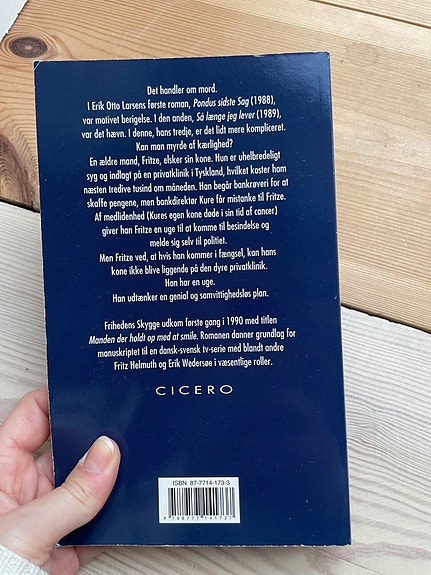 Det handler om mord.
I Erik Otto Larsens første roman, Pondus sidste Sag (1988),
var motivet berigelse. I den anden, Så længe jeg lever (1989),
var det hævn. I denne, hans tredje, er det lidt mere kompliceret.
Kan man myrde af kærlighed?
En ældre mand, Fritze, elsker sin kone. Hun er uhelbredeligt
syg og indlagt på en privatklinik i Tyskland, hvilket koster ham
næsten tredive tusind om måneden. Han begår bankrøveri for at
skaffe pengene, men bankdirektør Kure får mistanke til Fritze.
Af medlidenhed (Kures egen kone døde i sin tid af cancer)
giver han Fritze en uge til at komme til besindelse og
melde sig selv til politiet.
Men Fritze ved, at hvis han kommer i fængsel, kan hans
kone ikke blive liggende på den dyre privatklinik.
Han har en uge.
Han udtænker en genial og samvittighedsløs plan.
Frihedens Skygge udkom første gang i 1990 med titlen
Manden der holdt op med at smile. Romanen danner grundlag for
manuskriptet til en dansk-svensk tv-serie med blandt andre
Fritz Helmuth og Erik Wedersøe i væsentlige roller.
CICERO
ISBN 87-7714-173-3
9 788777 141737